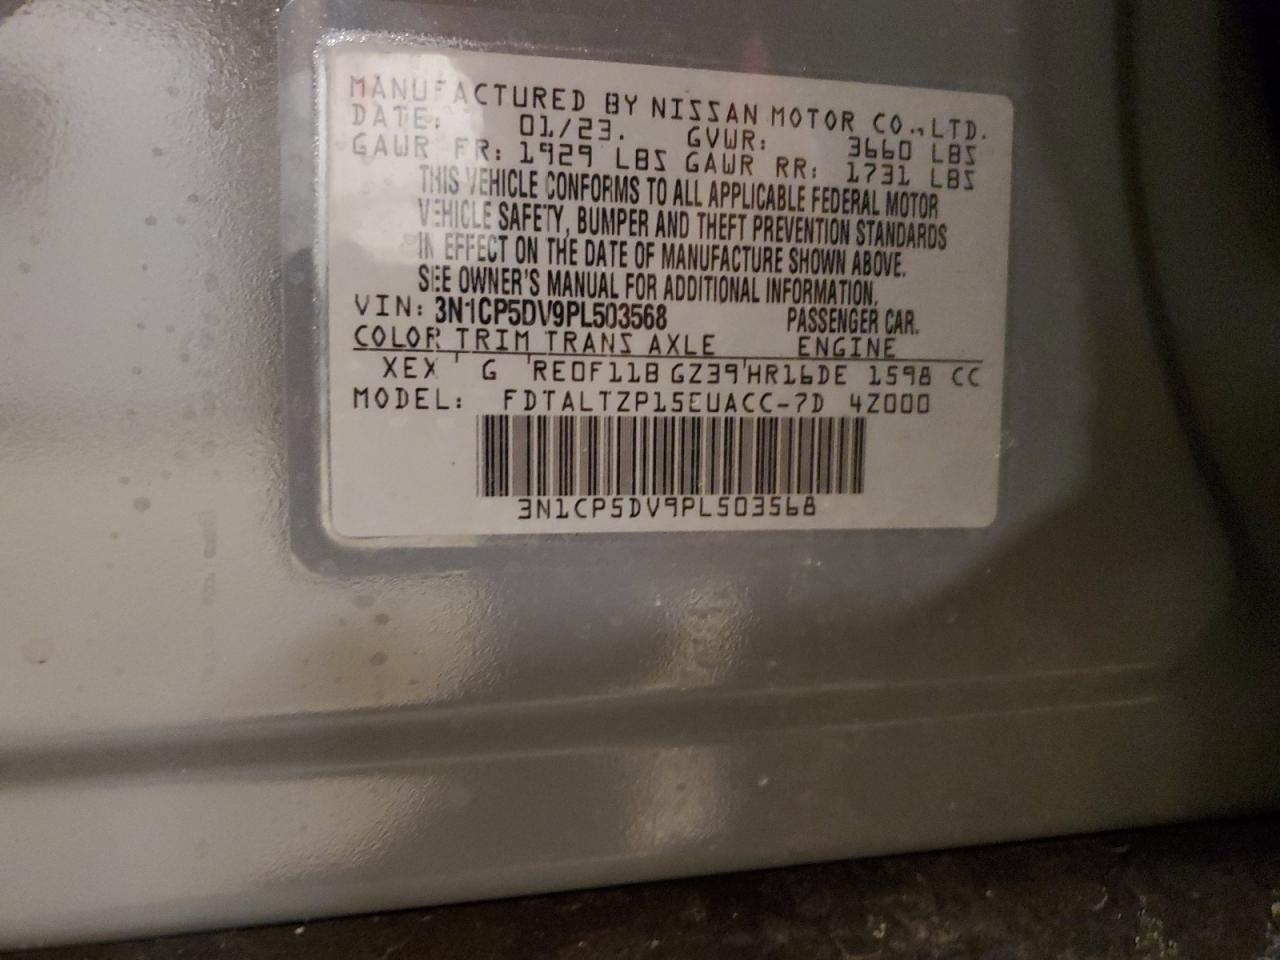 MANUFACTURED BY NISSAN MOTOR CO.,LTD.
DATE: 01/23. GVWR: 3660 LBS
GAWR FR: 1929 LBS GAWR RR: 1731 LBS
THIS VEHICLE CONFORMS TO ALL APPLICABLE FEDERAL MOTOR
VEHICLE SAFETY, BUMPER AND THEFT PREVENTION STANDARDS
IN EFFECT ON THE DATE OF MANUFACTURE SHOWN ABOVE.
SEE OWNER'S MANUAL FOR ADDITIONAL INFORMATION.
VIN: 3N1CP5DV9PL503568 PASSENGER CAR.
COLOR TRIM TRANS AXLE ENGINE
XEX G RE0F11B GZ39 HR16DE 1598 CC
MODEL: FDTALTZP15EUACC-7D 4Z000
3N1CP5DV9PL503568